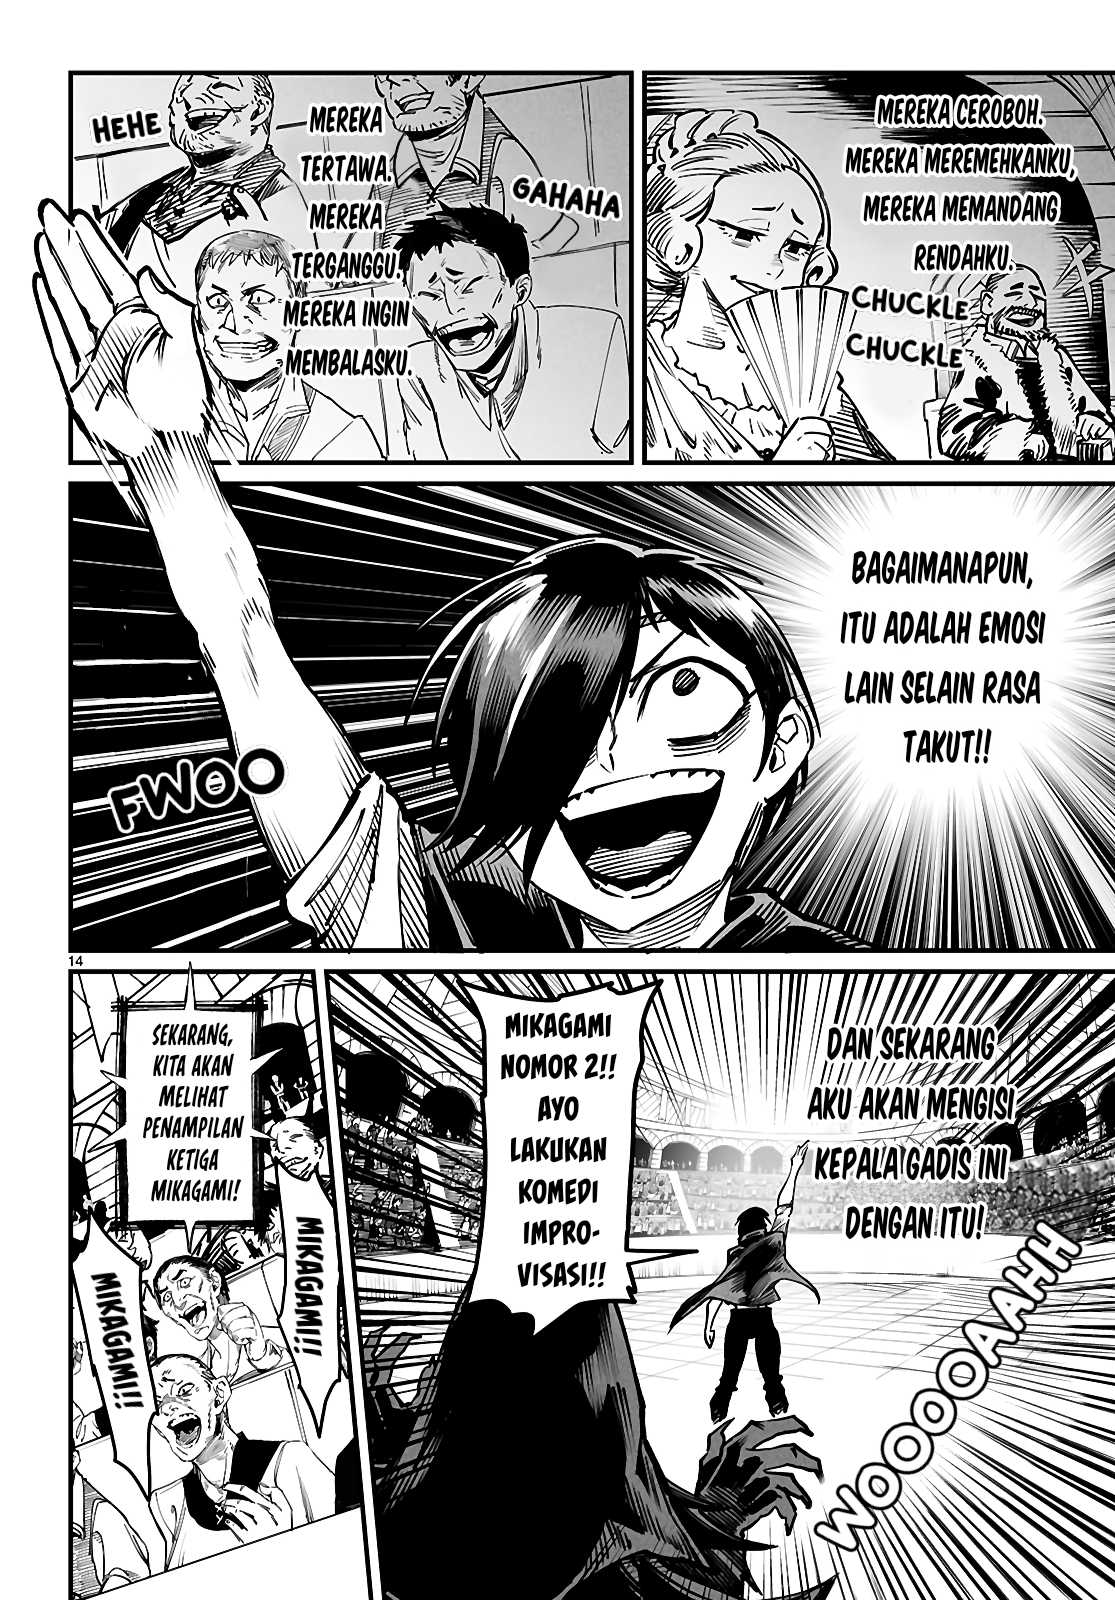 HEHE
MEREKA
TERTAWA.
MEREKA
TERGANGGU.
MEREKA INGIN
MEMBALASKU.
GAHAHA
MEREKA CEROBOH.
MEREKA MEREMEHKANKU,
MEREKA MEMANDANG
RENDAHKU.
CHUCKLE
CHUCKLE
BAGAIMANAPUN,
ITU ADALAH EMOSI
LAIN SELAIN RASA
TAKUT!!
FWOO
14
SEKARANG,
KITA AKAN
MELIHAT
PENAMPILAN
KETIGA
MIKAGAMI!
MIKAGAMI!!
MIKAGAMI!!
MIKAGAMI
NOMOR 2!!
AYO
LAKUKAN
KOMEDI
IMPRO-
VISASI!!
DAN SEKARANG
AKU AKAN MENGISI
KEPALA GADIS INI
DENGAN ITU!
WOOOOAAHH